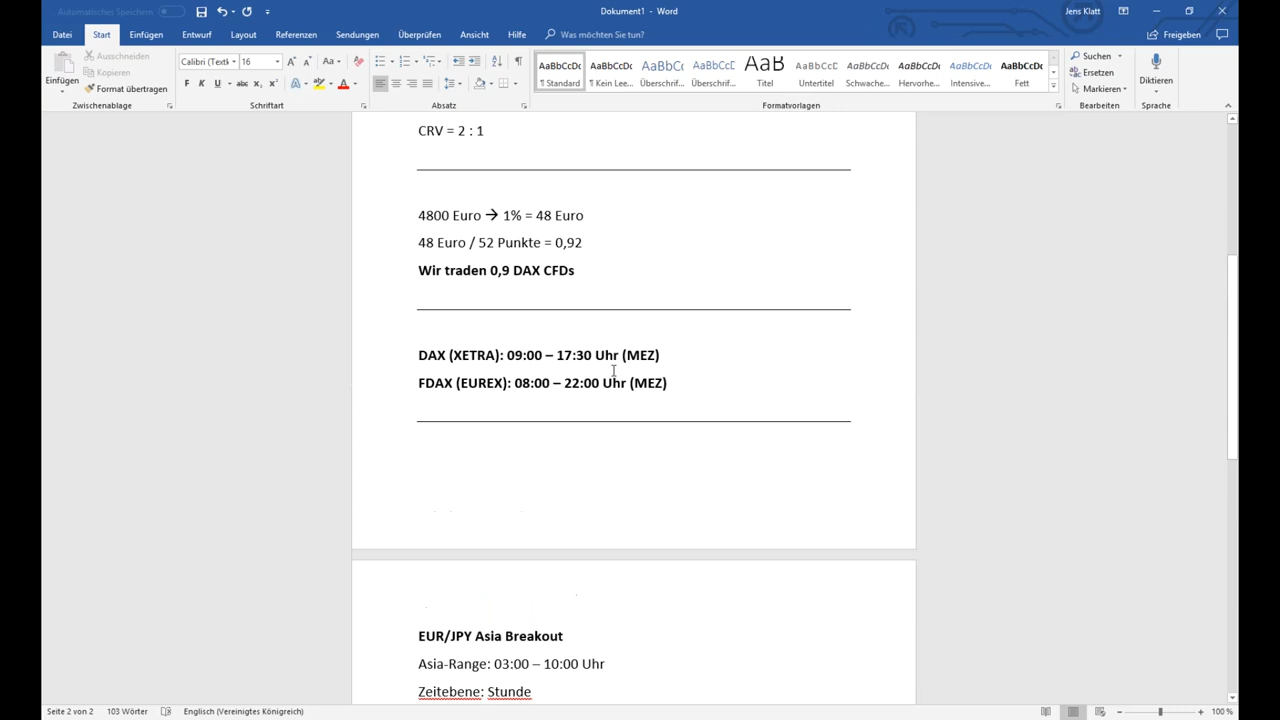 Automatisches Speichern
Dokument1 - Word
Jens Klatt
Datei Start Einfügen Entwurf Layout Referenzen Sendungen Überprüfen Ansicht Hilfe Was möchten Sie tun? Freigeben
Einfügen
Ausschneiden
Kopieren
Format übertragen
Zwischenablage
Calibri (Textk 16
F K U abc x₂ x²
Schriftart
Absatz
AaBbCcDc AaBbCcDc AaBbCc AaBbCcC AaB AaBbCcD AaBbCcDc AaBbCcDc AaBbCcDc AaBbCcDc
¶ Standard ¶ Kein Lee... Überschrif... Überschrif... Titel Untertitel Schwache... Hervorhe... Intensive... Fett
Formatvorlagen
Suchen
Ersetzen
Markieren
Bearbeiten
Diktieren
Sprache
CRV = 2 : 1
4800 Euro → 1% = 48 Euro
48 Euro / 52 Punkte = 0,92
Wir traden 0,9 DAX CFDs
DAX (XETRA): 09:00 – 17:30 Uhr (MEZ)
FDAX (EUREX): 08:00 – 22:00 Uhr (MEZ)
EUR/JPY Asia Breakout
Asia-Range: 03:00 – 10:00 Uhr
Zeitebene: Stunde
Seite 2 von 2 103 Wörter Englisch (Vereinigtes Königreich) 100 %